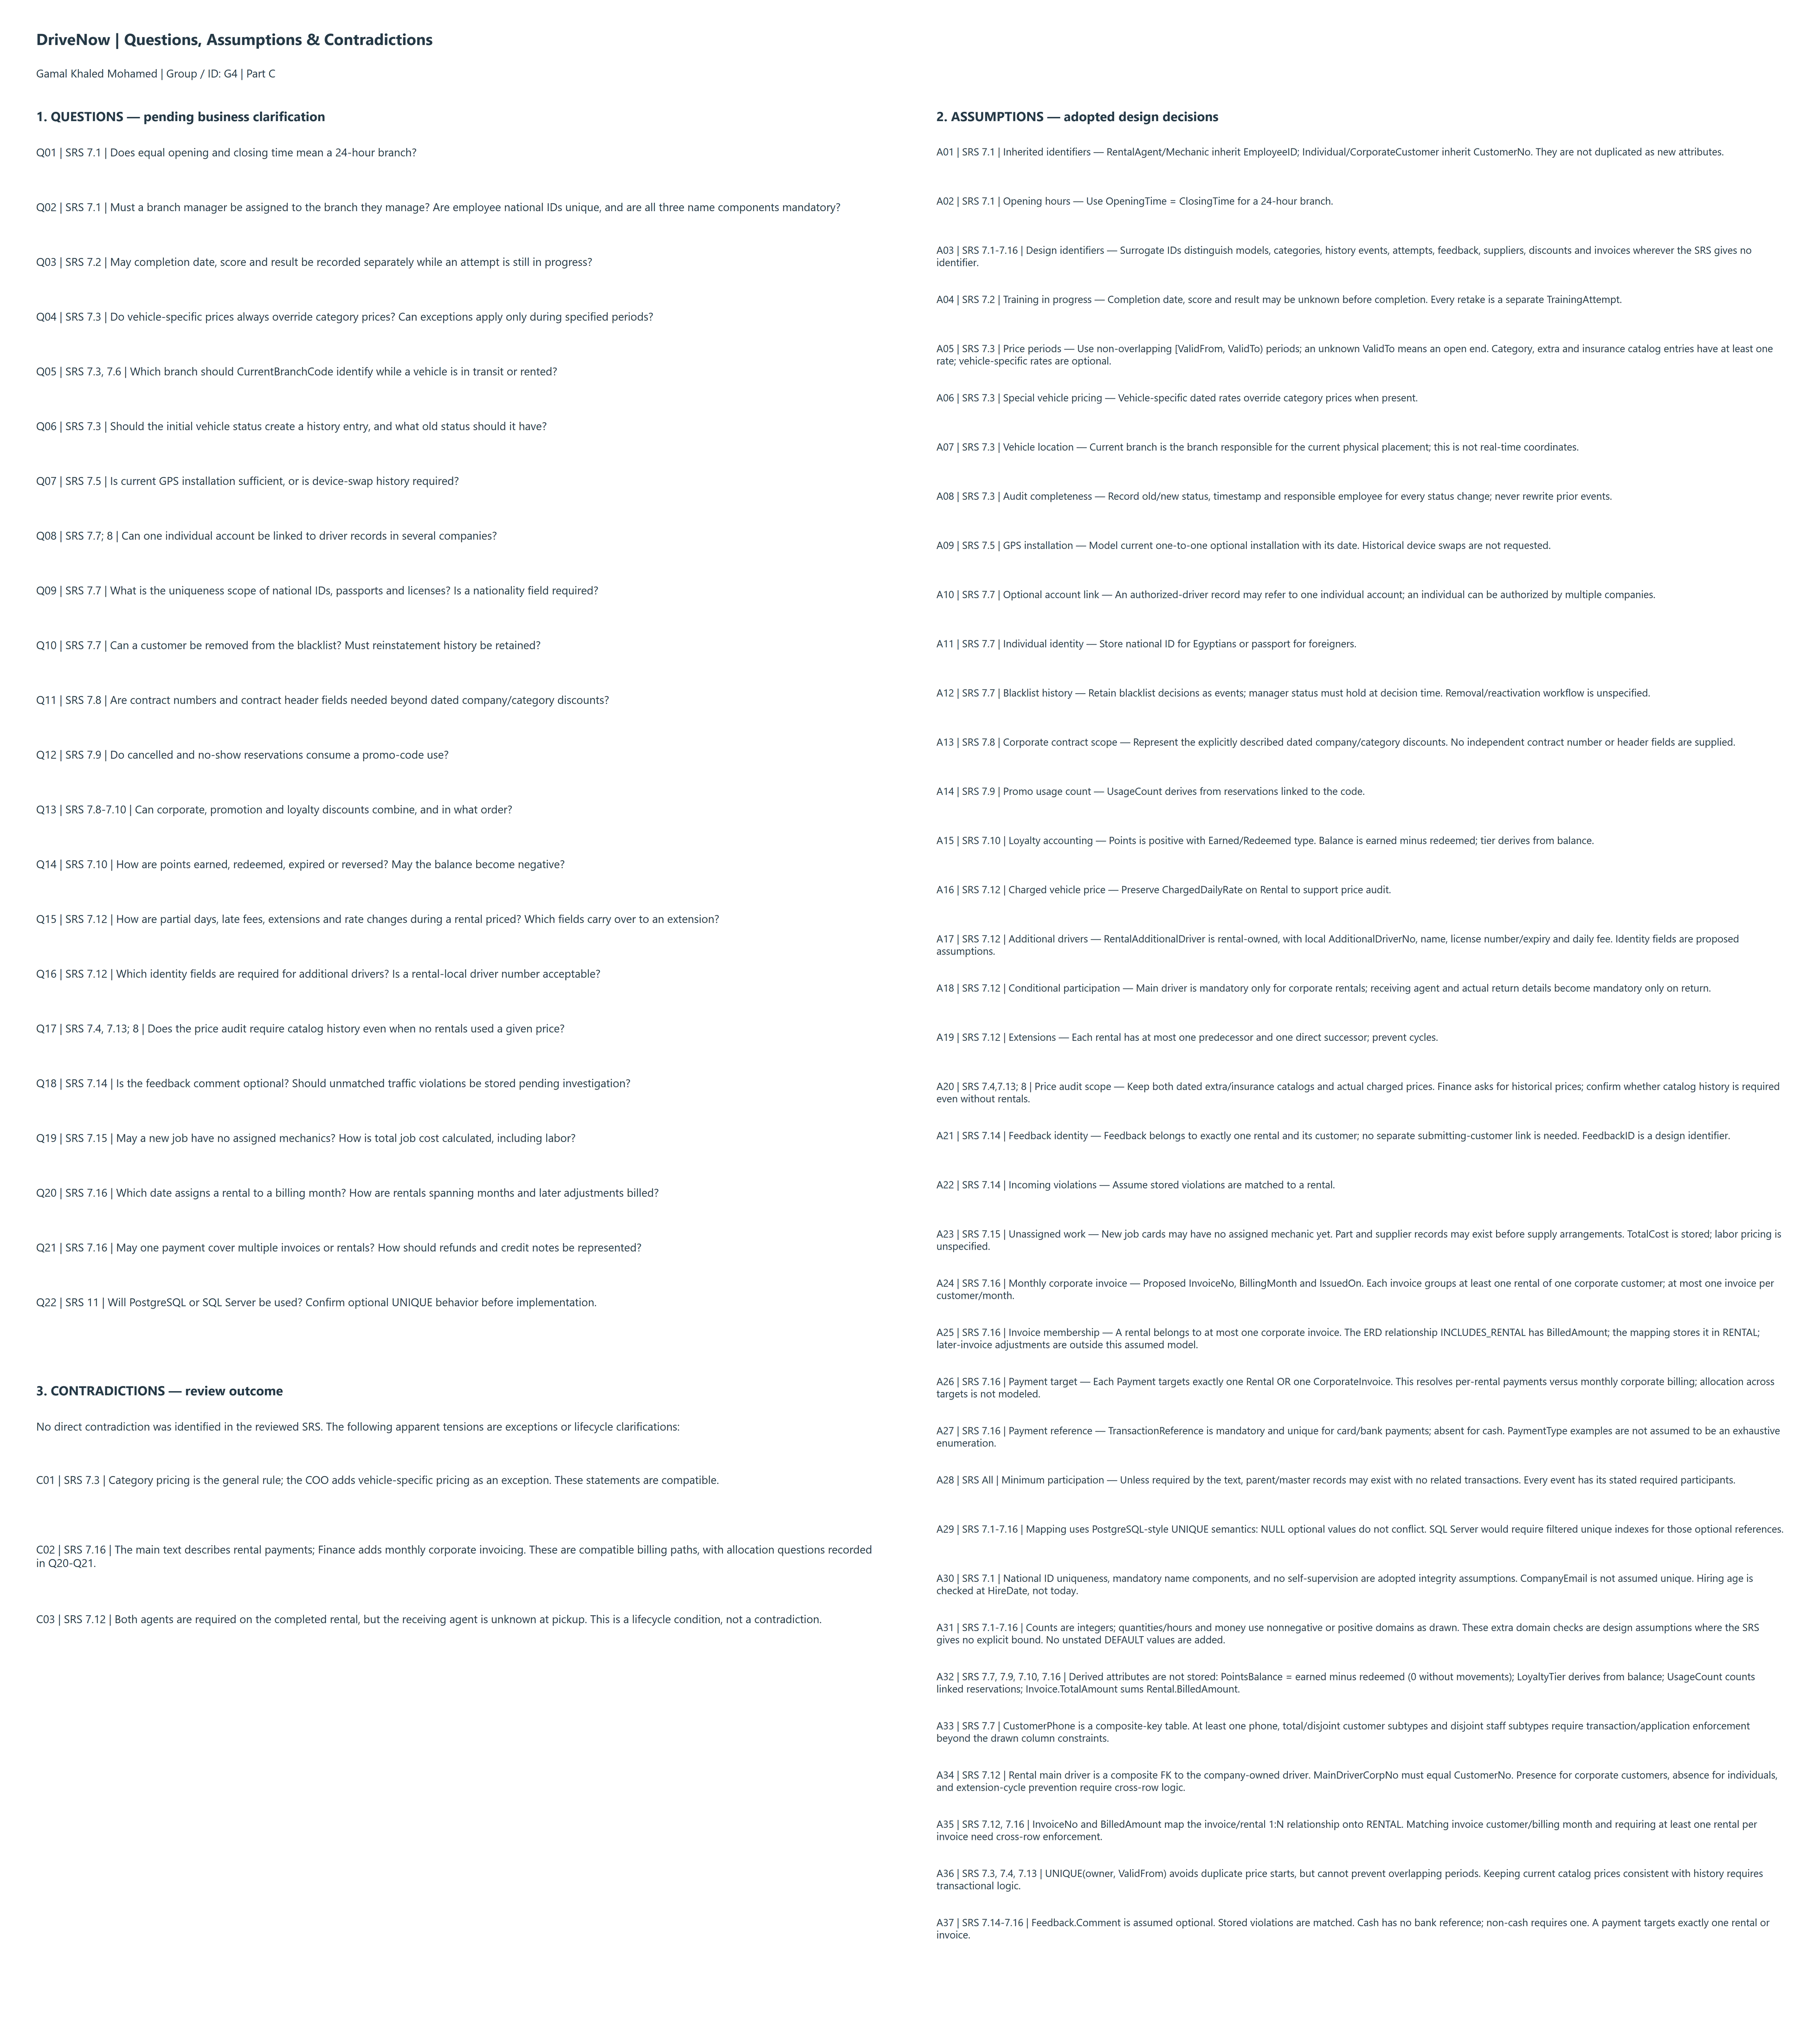 DriveNow | Questions, Assumptions & Contradictions
Gamal Khaled Mohamed | Group / ID: G4 | Part C
1. QUESTIONS — pending business clarification
Q01 | SRS 7.1 | Does equal opening and closing time mean a 24-hour branch?
Q02 | SRS 7.1 | Must a branch manager be assigned to the branch they manage? Are employee national IDs unique, and are all three name components mandatory?
Q03 | SRS 7.2 | May completion date, score and result be recorded separately while an attempt is still in progress?
Q04 | SRS 7.3 | Do vehicle-specific prices always override category prices? Can exceptions apply only during specified periods?
Q05 | SRS 7.3, 7.6 | Which branch should CurrentBranchCode identify while a vehicle is in transit or rented?
Q06 | SRS 7.3 | Should the initial vehicle status create a history entry, and what old status should it have?
Q07 | SRS 7.5 | Is current GPS installation sufficient, or is device-swap history required?
Q08 | SRS 7.7; 8 | Can one individual account be linked to driver records in several companies?
Q09 | SRS 7.7 | What is the uniqueness scope of national IDs, passports and licenses? Is a nationality field required?
Q10 | SRS 7.7 | Can a customer be removed from the blacklist? Must reinstatement history be retained?
Q11 | SRS 7.8 | Are contract numbers and contract header fields needed beyond dated company/category discounts?
Q12 | SRS 7.9 | Do cancelled and no-show reservations consume a promo-code use?
Q13 | SRS 7.8-7.10 | Can corporate, promotion and loyalty discounts combine, and in what order?
Q14 | SRS 7.10 | How are points earned, redeemed, expired or reversed? May the balance become negative?
Q15 | SRS 7.12 | How are partial days, late fees, extensions and rate changes during a rental priced? Which fields carry over to an extension?
Q16 | SRS 7.12 | Which identity fields are required for additional drivers? Is a rental-local driver number acceptable?
Q17 | SRS 7.4, 7.13; 8 | Does the price audit require catalog history even when no rentals used a given price?
Q18 | SRS 7.14 | Is the feedback comment optional? Should unmatched traffic violations be stored pending investigation?
Q19 | SRS 7.15 | May a new job have no assigned mechanics? How is total job cost calculated, including labor?
Q20 | SRS 7.16 | Which date assigns a rental to a billing month? How are rentals spanning months and later adjustments billed?
Q21 | SRS 7.16 | May one payment cover multiple invoices or rentals? How should refunds and credit notes be represented?
Q22 | SRS 11 | Will PostgreSQL or SQL Server be used? Confirm optional UNIQUE behavior before implementation.
3. CONTRADICTIONS — review outcome
No direct contradiction was identified in the reviewed SRS. The following apparent tensions are exceptions or lifecycle clarifications:
C01 | SRS 7.3 | Category pricing is the general rule; the COO adds vehicle-specific pricing as an exception. These statements are compatible.
C02 | SRS 7.16 | The main text describes rental payments; Finance adds monthly corporate invoicing. These are compatible billing paths, with allocation questions recorded
in Q20-Q21.
C03 | SRS 7.12 | Both agents are required on the completed rental, but the receiving agent is unknown at pickup. This is a lifecycle condition, not a contradiction.
2. ASSUMPTIONS — adopted design decisions
A01 | SRS 7.1 | Inherited identifiers — RentalAgent/Mechanic inherit EmployeeID; Individual/CorporateCustomer inherit CustomerNo. They are not duplicated as new attributes.
A02 | SRS 7.1 | Opening hours — Use OpeningTime = ClosingTime for a 24-hour branch.
A03 | SRS 7.1-7.16 | Design identifiers — Surrogate IDs distinguish models, categories, history events, attempts, feedback, suppliers, discounts and invoices wherever the SRS gives no
identifier.
A04 | SRS 7.2 | Training in progress — Completion date, score and result may be unknown before completion. Every retake is a separate TrainingAttempt.
A05 | SRS 7.3 | Price periods — Use non-overlapping [ValidFrom, ValidTo) periods; an unknown ValidTo means an open end. Category, extra and insurance catalog entries have at least one
rate; vehicle-specific rates are optional.
A06 | SRS 7.3 | Special vehicle pricing — Vehicle-specific dated rates override category prices when present.
A07 | SRS 7.3 | Vehicle location — Current branch is the branch responsible for the current physical placement; this is not real-time coordinates.
A08 | SRS 7.3 | Audit completeness — Record old/new status, timestamp and responsible employee for every status change; never rewrite prior events.
A09 | SRS 7.5 | GPS installation — Model current one-to-one optional installation with its date. Historical device swaps are not requested.
A10 | SRS 7.7 | Optional account link — An authorized-driver record may refer to one individual account; an individual can be authorized by multiple companies.
A11 | SRS 7.7 | Individual identity — Store national ID for Egyptians or passport for foreigners.
A12 | SRS 7.7 | Blacklist history — Retain blacklist decisions as events; manager status must hold at decision time. Removal/reactivation workflow is unspecified.
A13 | SRS 7.8 | Corporate contract scope — Represent the explicitly described dated company/category discounts. No independent contract number or header fields are supplied.
A14 | SRS 7.9 | Promo usage count — UsageCount derives from reservations linked to the code.
A15 | SRS 7.10 | Loyalty accounting — Points is positive with Earned/Redeemed type. Balance is earned minus redeemed; tier derives from balance.
A16 | SRS 7.12 | Charged vehicle price — Preserve ChargedDailyRate on Rental to support price audit.
A17 | SRS 7.12 | Additional drivers — RentalAdditionalDriver is rental-owned, with local AdditionalDriverNo, name, license number/expiry and daily fee. Identity fields are proposed
assumptions.
A18 | SRS 7.12 | Conditional participation — Main driver is mandatory only for corporate rentals; receiving agent and actual return details become mandatory only on return.
A19 | SRS 7.12 | Extensions — Each rental has at most one predecessor and one direct successor; prevent cycles.
A20 | SRS 7.4,7.13; 8 | Price audit scope — Keep both dated extra/insurance catalogs and actual charged prices. Finance asks for historical prices; confirm whether catalog history is required
even without rentals.
A21 | SRS 7.14 | Feedback identity — Feedback belongs to exactly one rental and its customer; no separate submitting-customer link is needed. FeedbackID is a design identifier.
A22 | SRS 7.14 | Incoming violations — Assume stored violations are matched to a rental.
A23 | SRS 7.15 | Unassigned work — New job cards may have no assigned mechanic yet. Part and supplier records may exist before supply arrangements. TotalCost is stored; labor pricing is
unspecified.
A24 | SRS 7.16 | Monthly corporate invoice — Proposed InvoiceNo, BillingMonth and IssuedOn. Each invoice groups at least one rental of one corporate customer; at most one invoice per
customer/month.
A25 | SRS 7.16 | Invoice membership — A rental belongs to at most one corporate invoice. The ERD relationship INCLUDES_RENTAL has BilledAmount; the mapping stores it in RENTAL;
later-invoice adjustments are outside this assumed model.
A26 | SRS 7.16 | Payment target — Each Payment targets exactly one Rental OR one CorporateInvoice. This resolves per-rental payments versus monthly corporate billing; allocation across
targets is not modeled.
A27 | SRS 7.16 | Payment reference — TransactionReference is mandatory and unique for card/bank payments; absent for cash. PaymentType examples are not assumed to be an exhaustive
enumeration.
A28 | SRS All | Minimum participation — Unless required by the text, parent/master records may exist with no related transactions. Every event has its stated required participants.
A29 | SRS 7.1-7.16 | Mapping uses PostgreSQL-style UNIQUE semantics: NULL optional values do not conflict. SQL Server would require filtered unique indexes for those optional references.
A30 | SRS 7.1 | National ID uniqueness, mandatory name components, and no self-supervision are adopted integrity assumptions. CompanyEmail is not assumed unique. Hiring age is
checked at HireDate, not today.
A31 | SRS 7.1-7.16 | Counts are integers; quantities/hours and money use nonnegative or positive domains as drawn. These extra domain checks are design assumptions where the SRS
gives no explicit bound. No unstated DEFAULT values are added.
A32 | SRS 7.7, 7.9, 7.10, 7.16 | Derived attributes are not stored: PointsBalance = earned minus redeemed (0 without movements); LoyaltyTier derives from balance; UsageCount counts
linked reservations; Invoice.TotalAmount sums Rental.BilledAmount.
A33 | SRS 7.7 | CustomerPhone is a composite-key table. At least one phone, total/disjoint customer subtypes and disjoint staff subtypes require transaction/application enforcement
beyond the drawn column constraints.
A34 | SRS 7.12 | Rental main driver is a composite FK to the company-owned driver. MainDriverCorpNo must equal CustomerNo. Presence for corporate customers, absence for individuals,
and extension-cycle prevention require cross-row logic.
A35 | SRS 7.12, 7.16 | InvoiceNo and BilledAmount map the invoice/rental 1:N relationship onto RENTAL. Matching invoice customer/billing month and requiring at least one rental per
invoice need cross-row enforcement.
A36 | SRS 7.3, 7.4, 7.13 | UNIQUE(owner, ValidFrom) avoids duplicate price starts, but cannot prevent overlapping periods. Keeping current catalog prices consistent with history requires
transactional logic.
A37 | SRS 7.14-7.16 | Feedback.Comment is assumed optional. Stored violations are matched. Cash has no bank reference; non-cash requires one. A payment targets exactly one rental or
invoice.